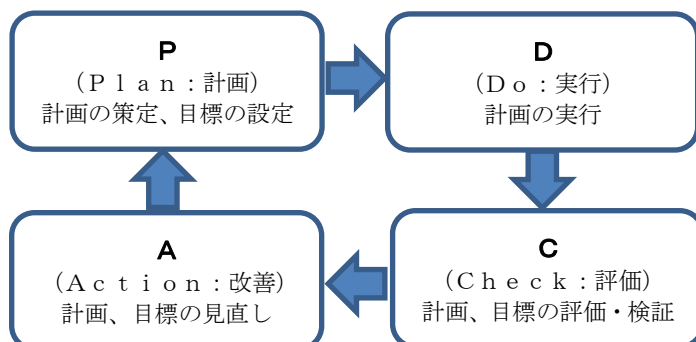 P
（Ｐｌａｎ：計画）
計画の策定、目標の設定
D
（Ｄｏ：実行）
計画の実行
C
（Ｃｈｅｃｋ：評価）
計画、目標の評価・検証
A
（Ａｃｔｉｏｎ：改善）
計画、目標の見直し